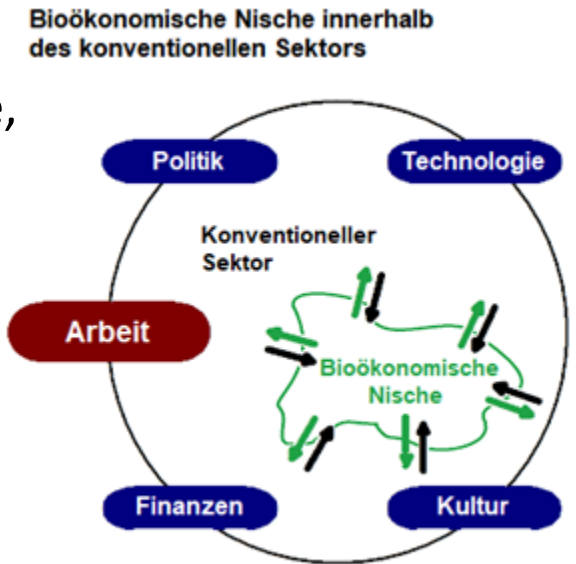 Bioökonomische Nische innerhalb
des konventionellen Sektors
e,
Politik
Technologie
Konventioneller
Sektor
Arbeit
Bioökonomische
Nische
Finanzen
Kultur